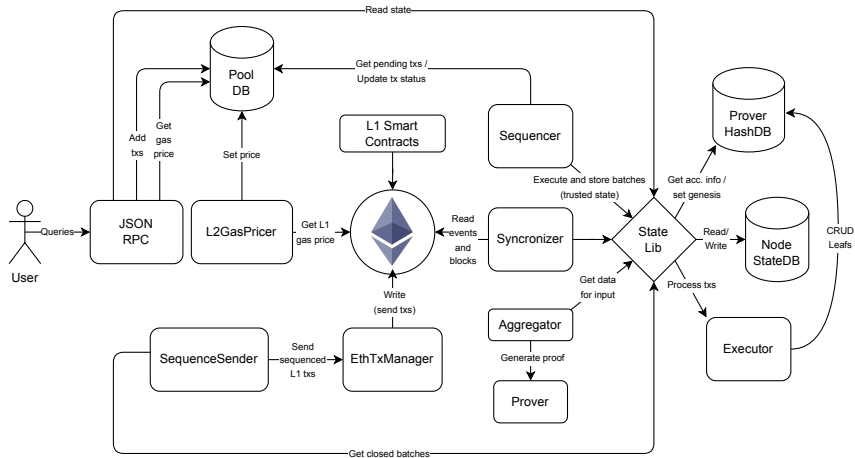 Read state
Pool
DB
Get pending txs /
Update tx status
Prover
HashDB
L1 Smart
Contracts
Sequencer
Add
txs
Get
gas
price
Set price
Execute and store batches
(trusted state)
Get acc. info /
set genesis
User
Queries
JSON
RPC
L2GasPricer
Get L1
gas price
Read
events
and
blocks
Syncronizer
State
Lib
Read/
Write
Node
StateDB
CRUD
Leafs
Get data
for input
Process txs
Write
(send txs)
Aggregator
SequenceSender
Send
sequenced
L1 txs
EthTxManager
Generate proof
Executor
Prover
Get closed batches